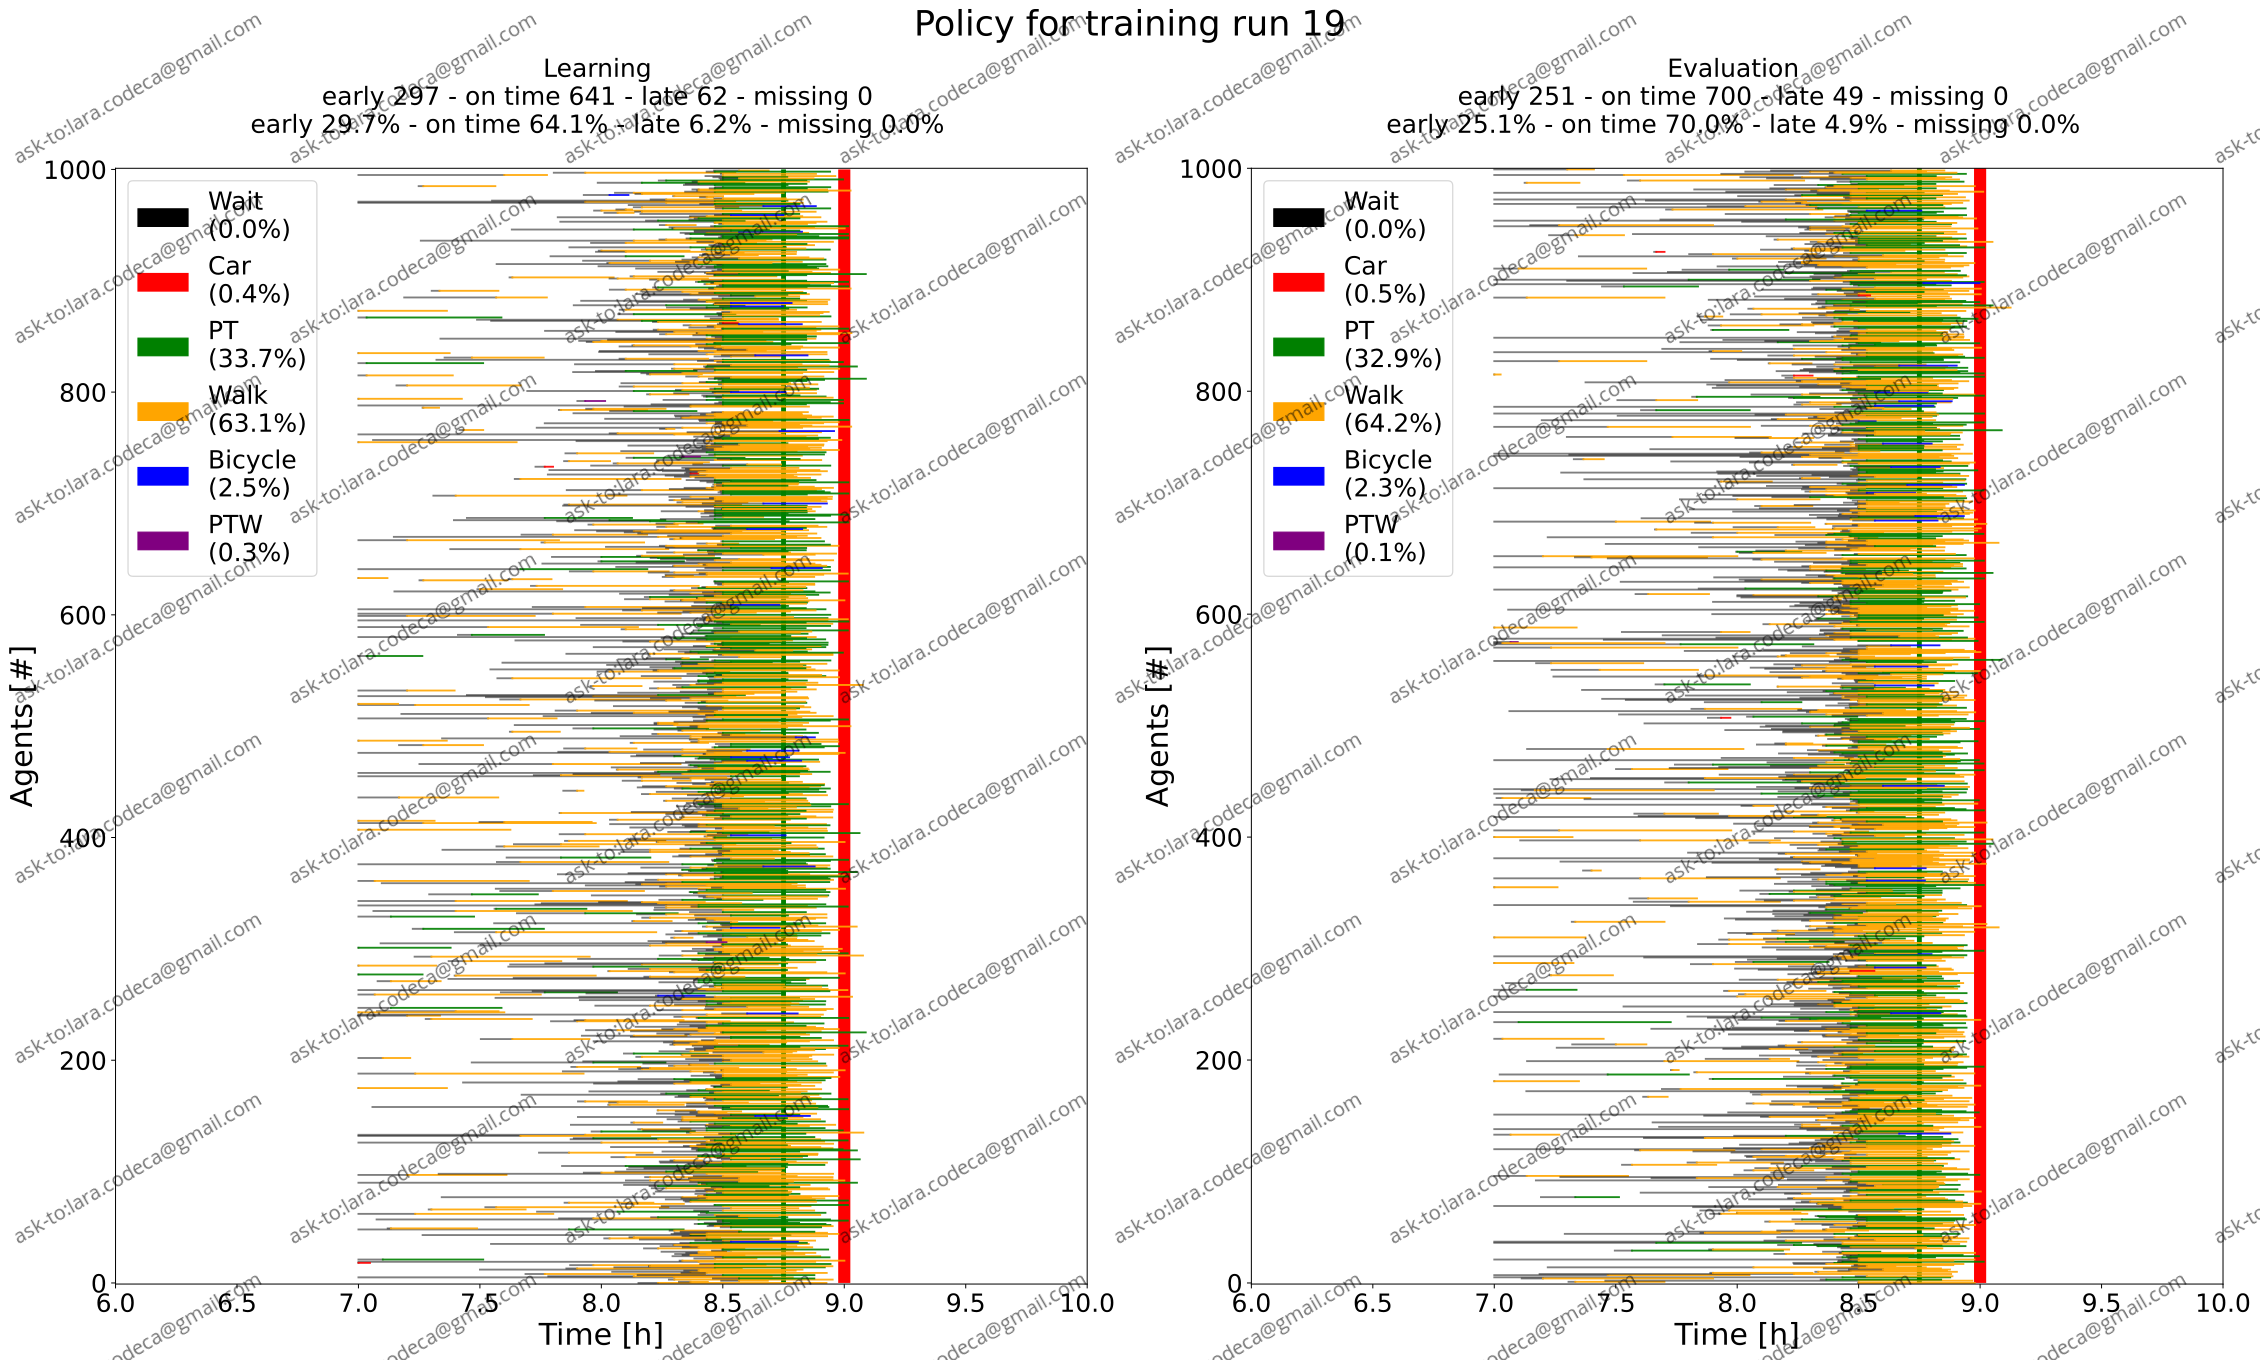 Policy for training run 19
Learning
early 297 - on time 641 - late 62 - missing 0
early 29.7% - on time 64.1% - late 6.2% - missing 0.0%
1000
800
600
400
200
0
Agents [#]
Wait
(0.0%)
Car
(0.4%)
PT
(33.7%)
Walk
(63.1%)
Bicycle
(2.5%)
PTW
(0.3%)
6.0 6.5 7.0 7.5 8.0 8.5 9.0 9.5 10.0
Time [h]
Evaluation
early 251 - on time 700 - late 49 - missing 0
early 25.1% - on time 70.0% - late 4.9% - missing 0.0%
1000
800
600
400
200
0
Agents [#]
Wait
(0.0%)
Car
(0.5%)
PT
(32.9%)
Walk
(64.2%)
Bicycle
(2.3%)
PTW
(0.1%)
6.0 6.5 7.0 7.5 8.0 8.5 9.0 9.5 10.0
Time [h]
ask-to:lara.codeca@gmail.com